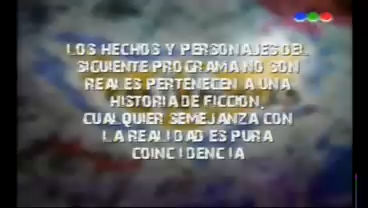 LOS HECHOS Y PERSONAJES DEL
SIGUIENTE PROGRAMA NO SON
REALES PERTENECEN A UNA
HISTORIA DE FICCION,
CUALQUIER SEMEJANZA CON
LA REALIDAD ES PURA
COINCIDENCIA